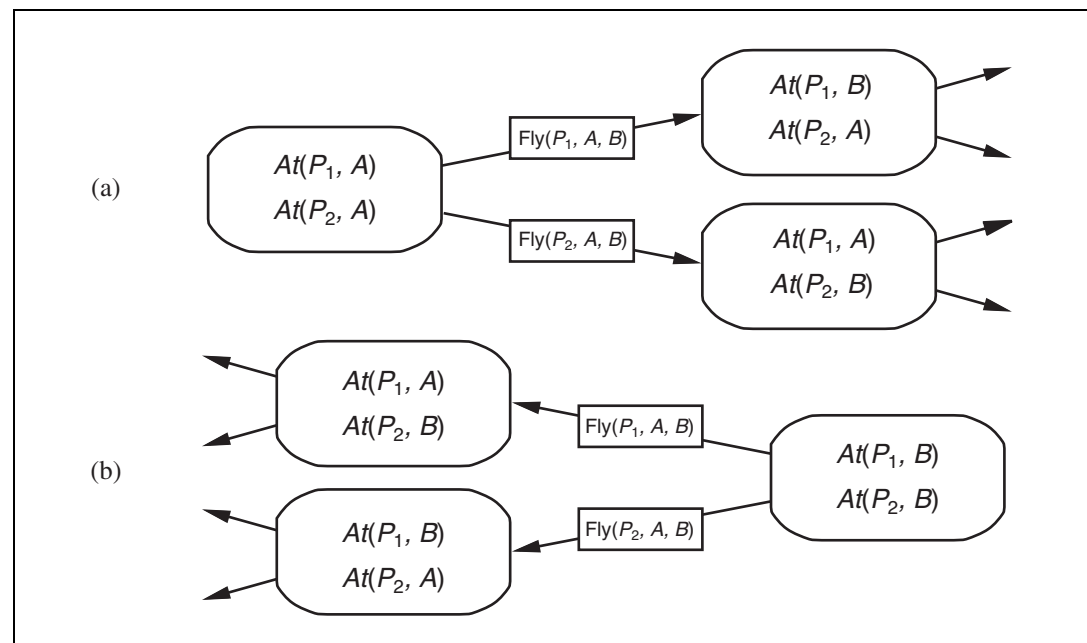 (a)
At(P₁, A)
At(P₂, A)
Fly(P₁, A, B)
At(P₁, B)
At(P₂, A)
Fly(P₂, A, B)
At(P₁, A)
At(P₂, B)
(b)
At(P₁, A)
At(P₂, B)
Fly(P₁, A, B)
At(P₁, B)
At(P₂, B)
At(P₁, B)
At(P₂, A)
Fly(P₂, A, B)